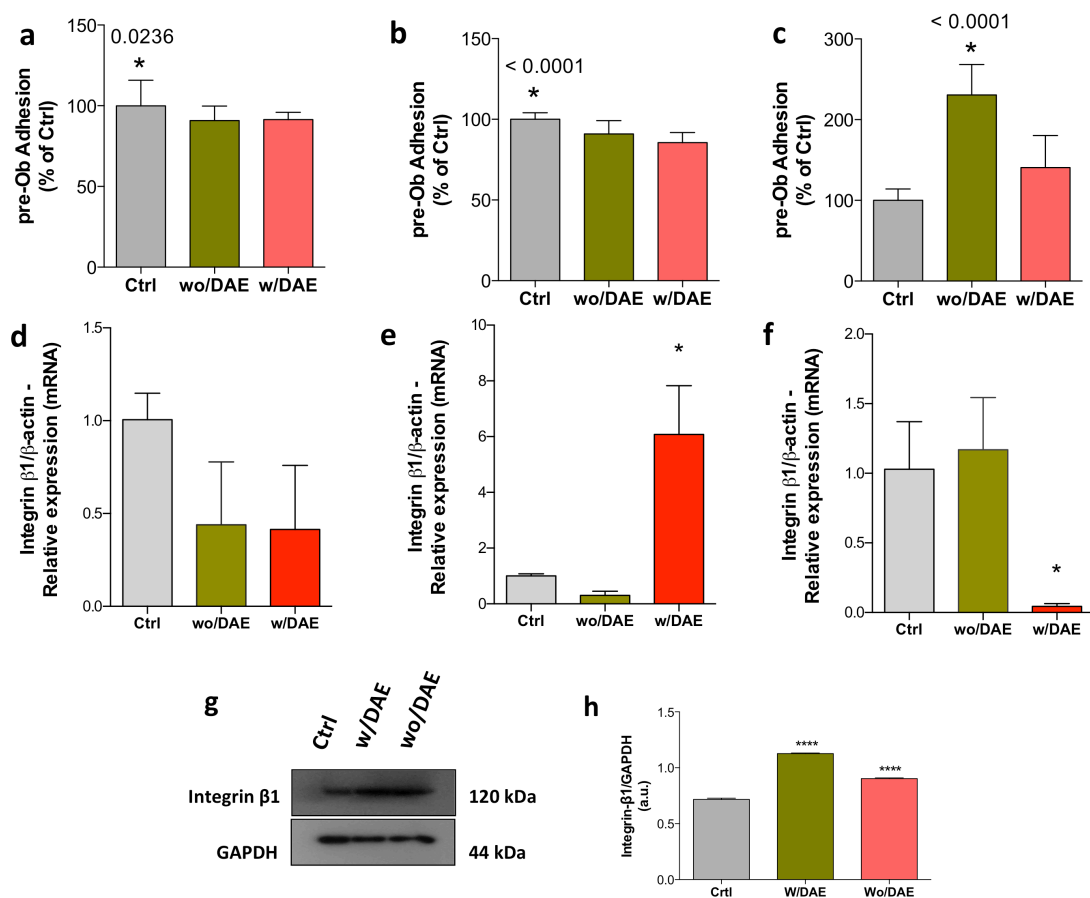 a
0.0236
*
pre-Ob Adhesion
(% of Ctrl)
150
100
50
0
Ctrl
wo/DAE
w/DAE
b
< 0.0001
*
pre-Ob Adhesion
(% of Ctrl)
150
100
50
0
Ctrl
wo/DAE
w/DAE
c
< 0.0001
*
pre-Ob Adhesion
(% of Ctrl)
300
200
100
0
Ctrl
wo/DAE
w/DAE
d
Integrin β1/β-actin -
Relative expression (mRNA)
1.5
1.0
0.5
0.0
Ctrl
wo/DAE
w/DAE
e
*
Integrin β1/β-actin -
Relative expression (mRNA)
10
8
6
4
2
0
Ctrl
wo/DAE
w/DAE
f
*
Integrin β1/β-actin -
Relative expression (mRNA)
2.0
1.5
1.0
0.5
0.0
Ctrl
wo/DAE
w/DAE
g
Ctrl
w/DAE
wo/DAE
Integrin β1
120 kDa
GAPDH
44 kDa
h
****
****
Integrin-β1/GAPDH
(a.u.)
1.5
1.0
0.5
0.0
Crtl
W/DAE
Wo/DAE